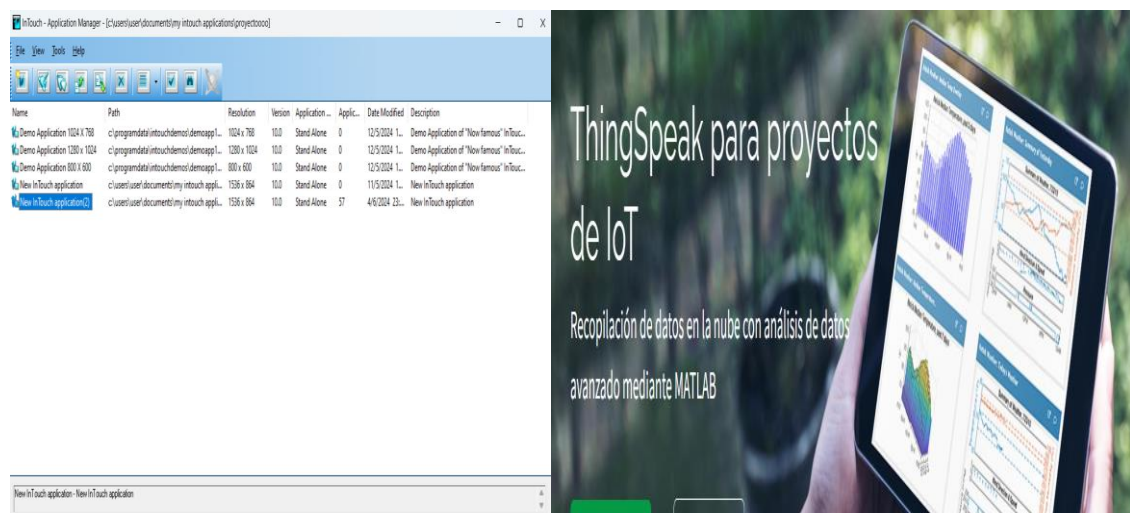 InTouch - Application Manager - [c:\users\user\documents\my intouch applications\proyectoooo]
File View Tools Help
Name Path Resolution Version Application ... Applic... Date Modified Description
Demo Application 1024 X 768 c:\programdata\intouchdemos\demoapp1... 1024 x 768 10.0 Stand Alone 0 12/5/2024 1... Demo Application of "Now famous" InTouc...
Demo Application 1280 x 1024 c:\programdata\intouchdemos\demoapp1... 1280 x 1024 10.0 Stand Alone 0 12/5/2024 1... Demo Application of "Now famous" InTouc...
Demo Application 800 X 600 c:\programdata\intouchdemos\demoapp1... 800 x 600 10.0 Stand Alone 0 12/5/2024 1... Demo Application of "Now famous" InTouc...
New InTouch application c:\users\user\documents\my intouch appli... 1536 x 864 10.0 Stand Alone 0 11/5/2024 1... New InTouch application
New InTouch application(2) c:\users\user\documents\my intouch appli... 1536 x 864 10.0 Stand Alone 57 4/6/2024 23:... New InTouch application
New InTouch application - New InTouch application
ThingSpeak para proyectos
de IoT
Recopilación de datos en la nube con análisis de datos
avanzado mediante MATLAB